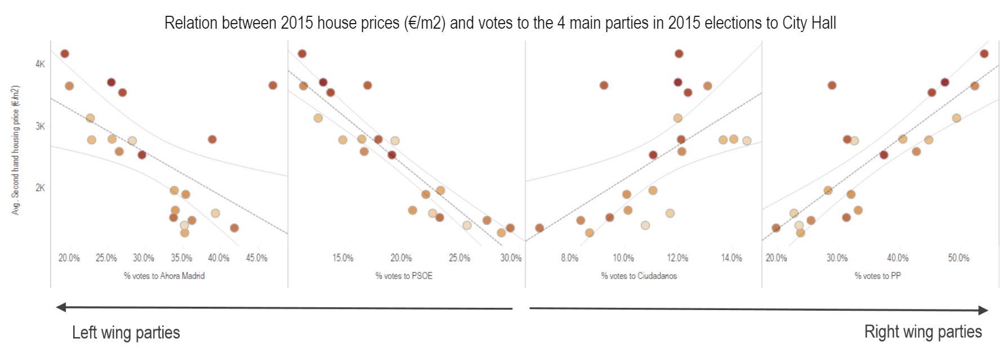 Relation between 2015 house prices (€/m2) and votes to the 4 main parties in 2015 elections to City Hall
Avg. Second hand housing price (€/m2)
4K
3K
2K
20.0% 25.0% 30.0% 35.0% 40.0% 45.0%
% votes to Ahora Madrid
15.0% 20.0% 25.0% 30.0%
% votes to PSOE
8.0% 10.0% 12.0% 14.0%
% votes to Ciudadanos
20.0% 30.0% 40.0% 50.0%
% votes to PP
Left wing parties
Right wing parties